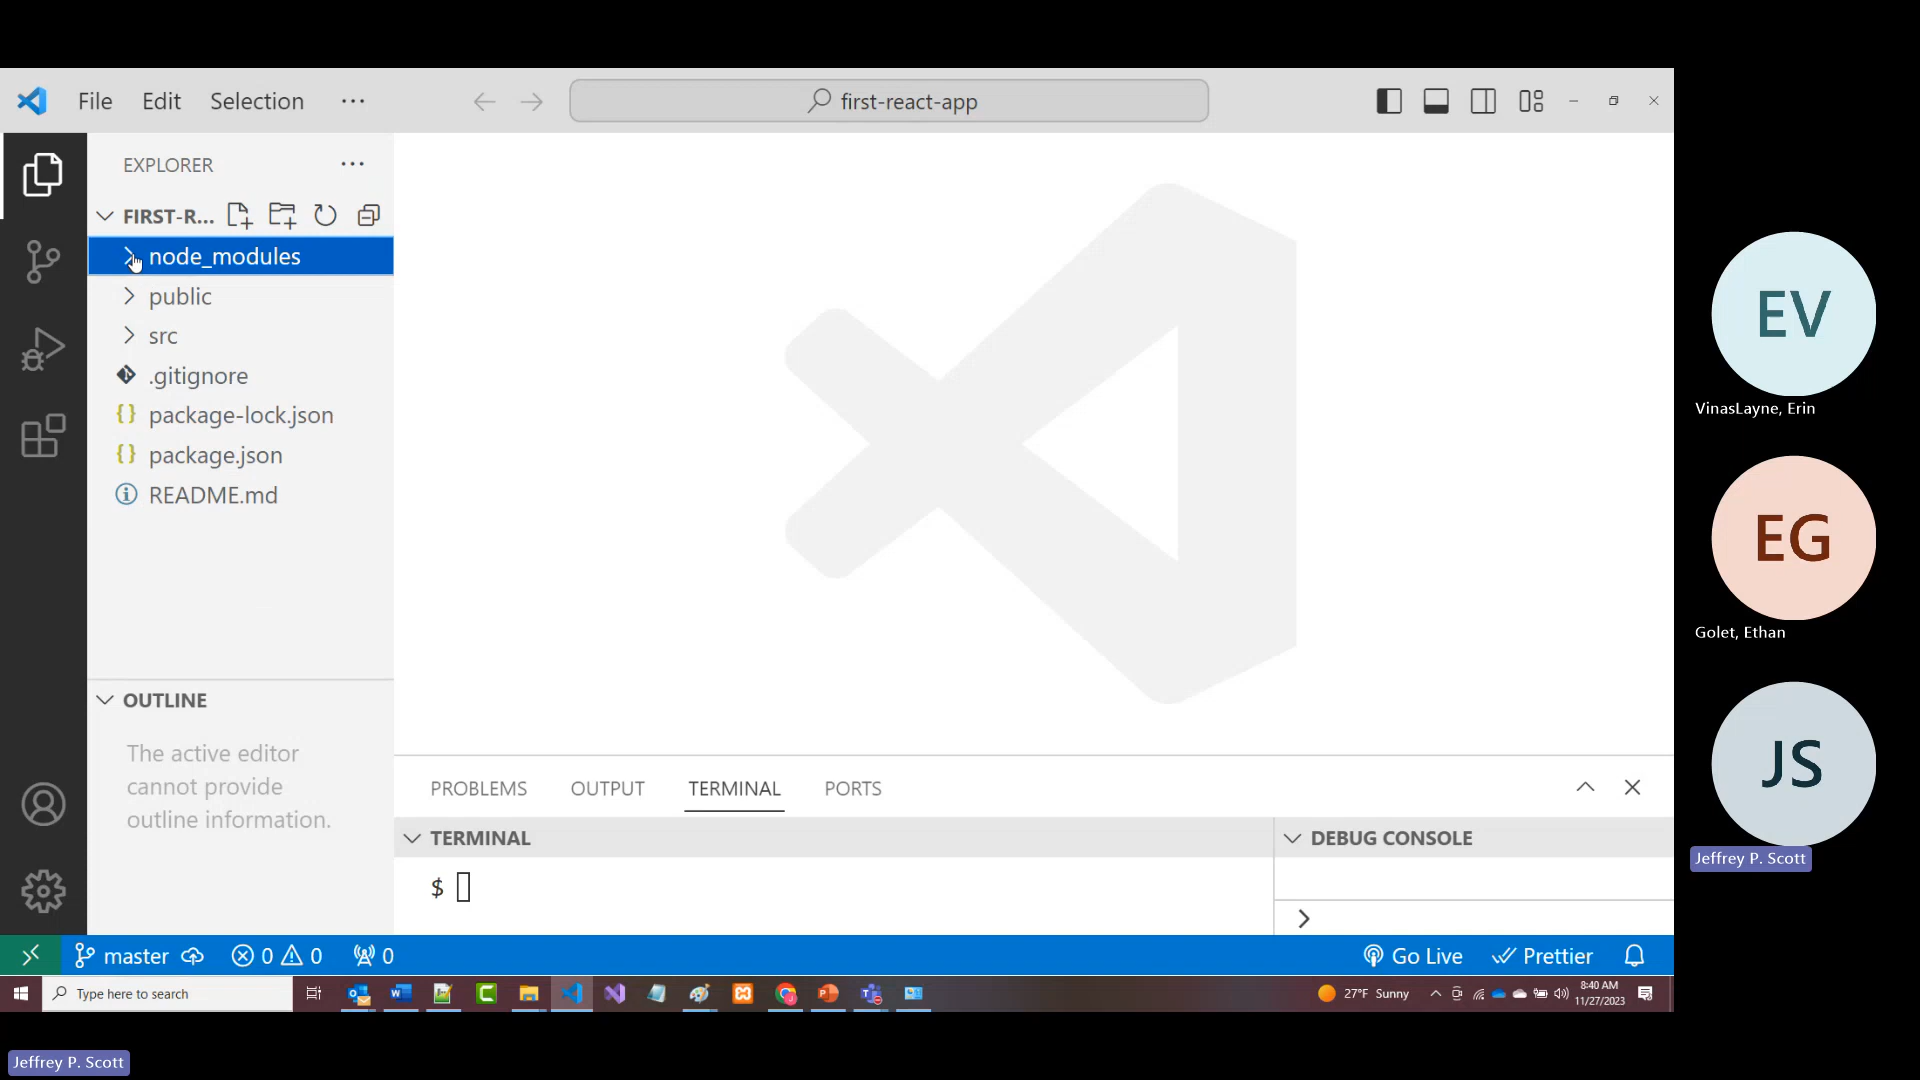 File Edit Selection ···
first-react-app
EXPLORER
FIRST-R...
node_modules
public
src
.gitignore
{ } package-lock.json
{ } package.json
README.md
OUTLINE
The active editor
cannot provide
outline information.
PROBLEMS OUTPUT TERMINAL PORTS
TERMINAL
$
DEBUG CONSOLE
>
master 0 0 0
Go Live Prettier
Type here to search
27°F Sunny
8:40 AM
11/27/2023
EV
VinasLayne, Erin
EG
Golet, Ethan
JS
Jeffrey P. Scott
Jeffrey P. Scott